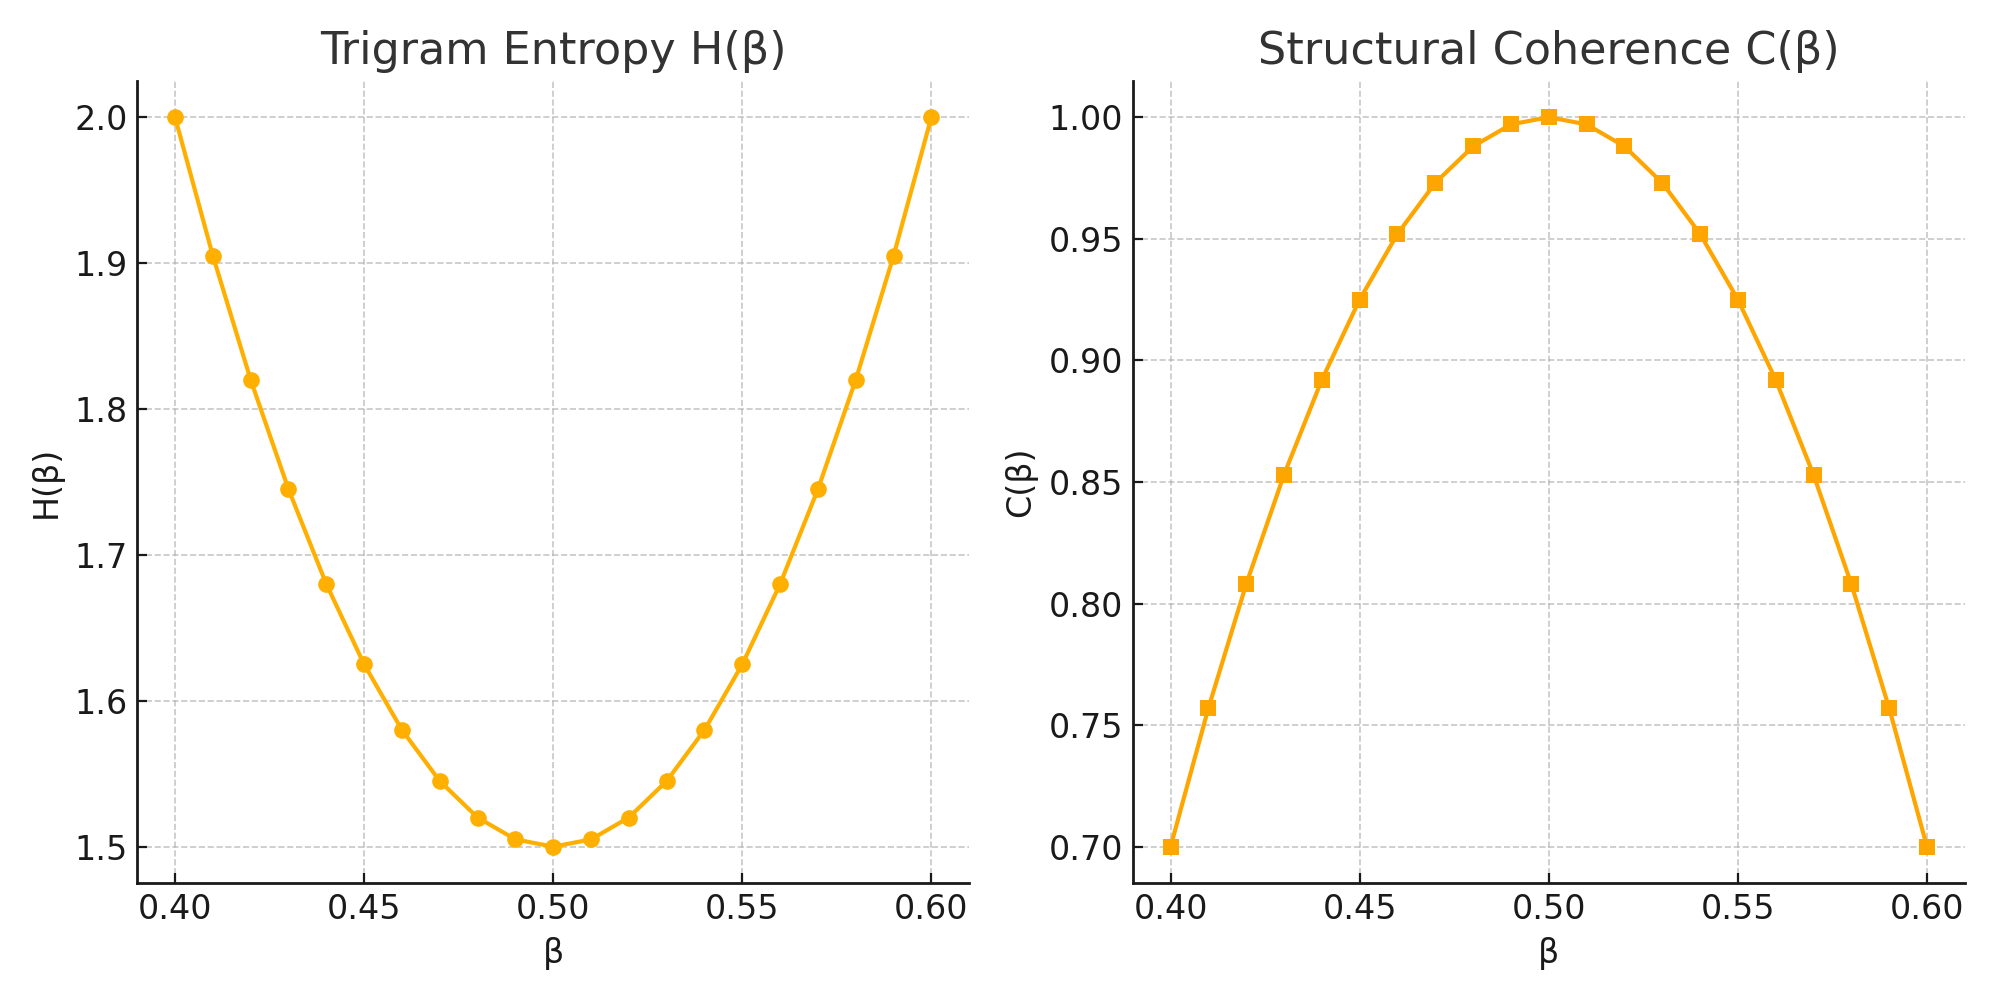 Trigram Entropy H(β)
H(β)
2.0
1.9
1.8
1.7
1.6
1.5
0.40 0.45 0.50 0.55 0.60
β
Structural Coherence C(β)
C(β)
1.00
0.95
0.90
0.85
0.80
0.75
0.70
0.40 0.45 0.50 0.55 0.60
β